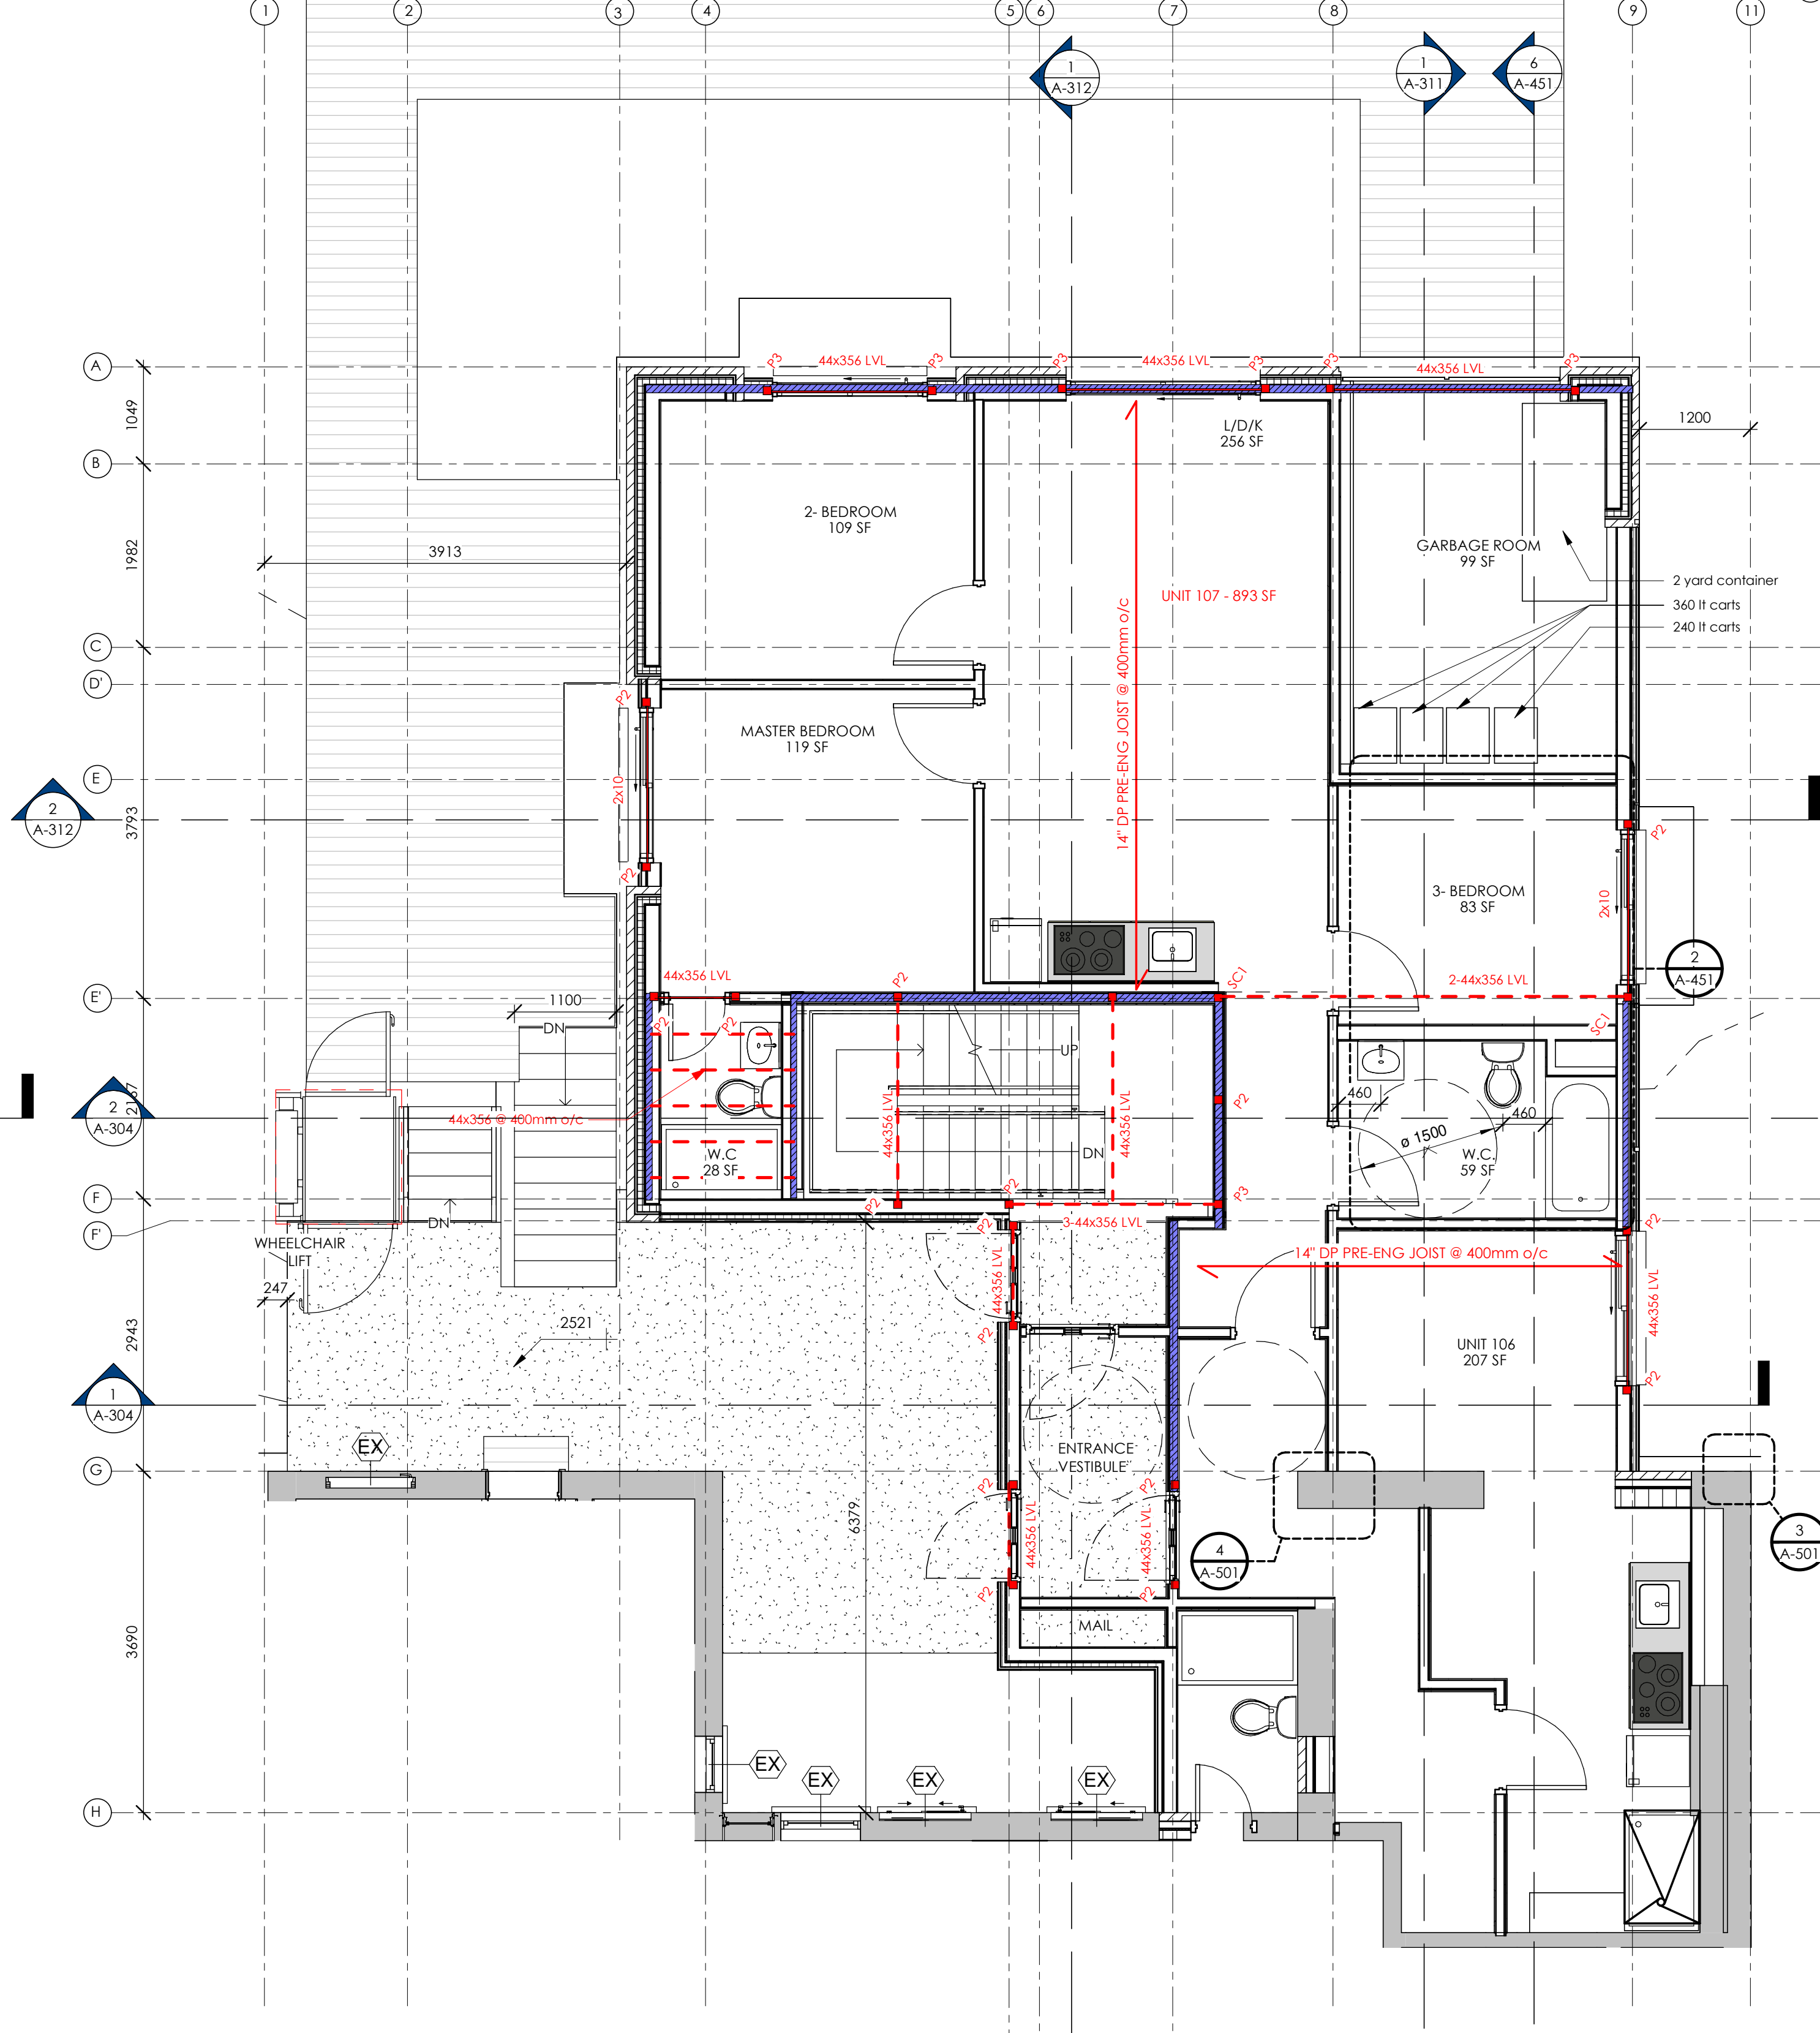 1
2
3
4
5
6
7
8
9
11
1
A-312
1
A-311
6
A-451
A
P3
44x356 LVL
P3
P3
44x356 LVL
P3
P3
44x356 LVL
P3
1049
L/D/K
256 SF
1200
B
2- BEDROOM
109 SF
1982
3913
GARBAGE ROOM
99 SF
2 yard container
360 lt carts
240 lt carts
UNIT 107 - 893 SF
14" DP PRE-ENG JOIST @ 400mm o/c
C
D'
P2
MASTER BEDROOM
119 SF
E
2x10
2
A-312
3793
P2
P2
3- BEDROOM
83 SF
2x10
2
A-451
44x356 LVL
P2
SC1
2-44x356 LVL
E'
1100
DN
P2
P2
SC1
UP
2
A-304
2137
44x356 @ 400mm o/c
W.C
28 SF
44x356 LVL
44x356 LVL
DN
P2
460
460
ø 1500
W.C.
59 SF
F
P2
P2
P3
F'
DN
P2
3-44x356 LVL
P2
WHEELCHAIR
LIFT
247
44x356 LVL
14" DP PRE-ENG JOIST @ 400mm o/c
44x356 LVL
2521
P2
2943
UNIT 106
207 SF
P2
1
A-304
EX
ENTRANCE
VESTIBULE
G
P2
P2
6379
44x356 LVL
44x356 LVL
4
A-501
3
A-501
P2
P2
MAIL
3690
EX
EX
EX
EX
H